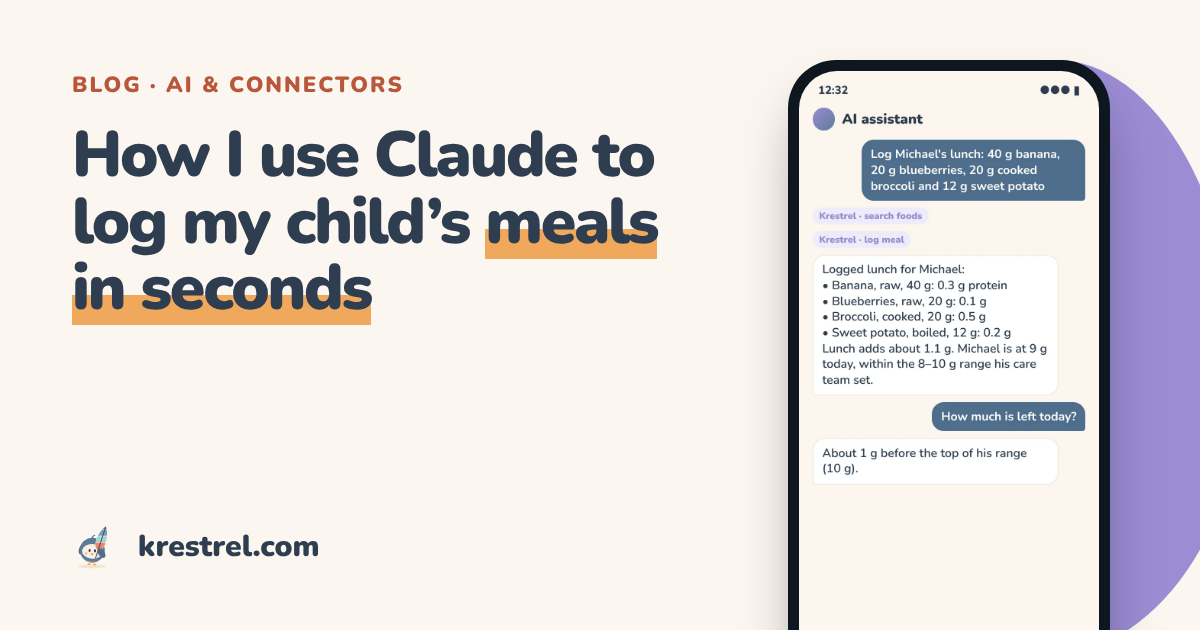 BLOG · AI & CONNECTORS
How I use Claude to
log my child’s meals
in seconds
krestrel.com
12:32
AI assistant
Log Michael's lunch: 40 g banana,
20 g blueberries, 20 g cooked
broccoli and 12 g sweet potato
Krestrel · search foods
Krestrel · log meal
Logged lunch for Michael:
• Banana, raw, 40 g: 0.3 g protein
• Blueberries, raw, 20 g: 0.1 g
• Broccoli, cooked, 20 g: 0.5 g
• Sweet potato, boiled, 12 g: 0.2 g
Lunch adds about 1.1 g. Michael is at 9 g
today, within the 8–10 g range his care
team set.
How much is left today?
About 1 g before the top of his range
(10 g).